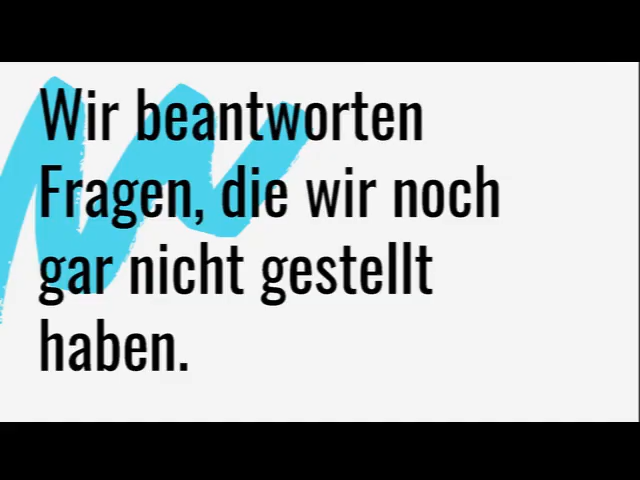 Wir beantworten
Fragen, die wir noch
gar nicht gestellt
haben.